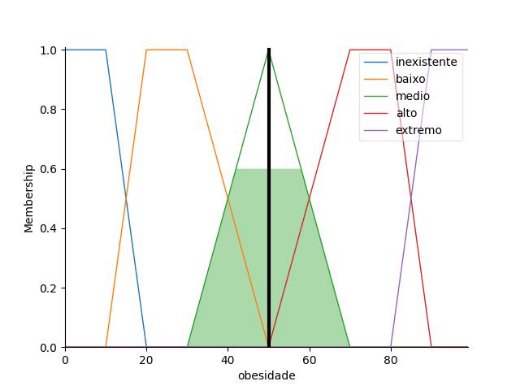 1.0
0.8
0.6
0.4
0.2
0.0
Membership
0 20 40 60 80
obesidade
inexistente
baixo
medio
alto
extremo